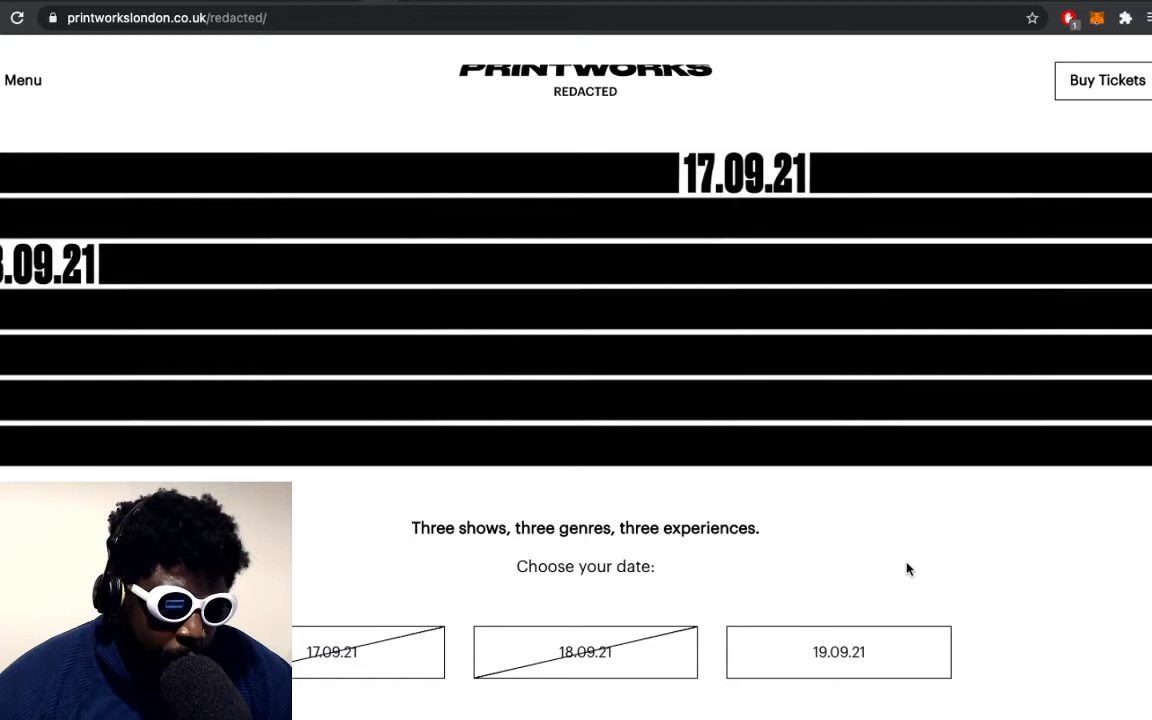 printworkslondon.co.uk/redacted/
1
Menu
PRINTWORKS
REDACTED
Buy Tickets
17.09.21
.09.21
Three shows, three genres, three experiences.
Choose your date:
17.09.21
18.09.21
19.09.21